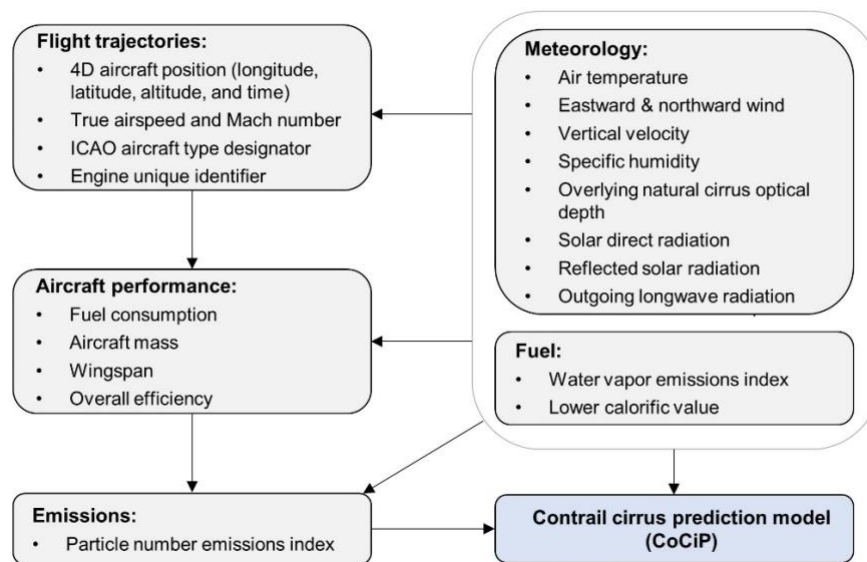 Flight trajectories:
• 4D aircraft position (longitude,
latitude, altitude, and time)
• True airspeed and Mach number
• ICAO aircraft type designator
• Engine unique identifier
Aircraft performance:
• Fuel consumption
• Aircraft mass
• Wingspan
• Overall efficiency
Emissions:
• Particle number emissions index
Meteorology:
• Air temperature
• Eastward & northward wind
• Vertical velocity
• Specific humidity
• Overlying natural cirrus optical
depth
• Solar direct radiation
• Reflected solar radiation
• Outgoing longwave radiation
Fuel:
• Water vapor emissions index
• Lower calorific value
Contrail cirrus prediction model
(CoCiP)